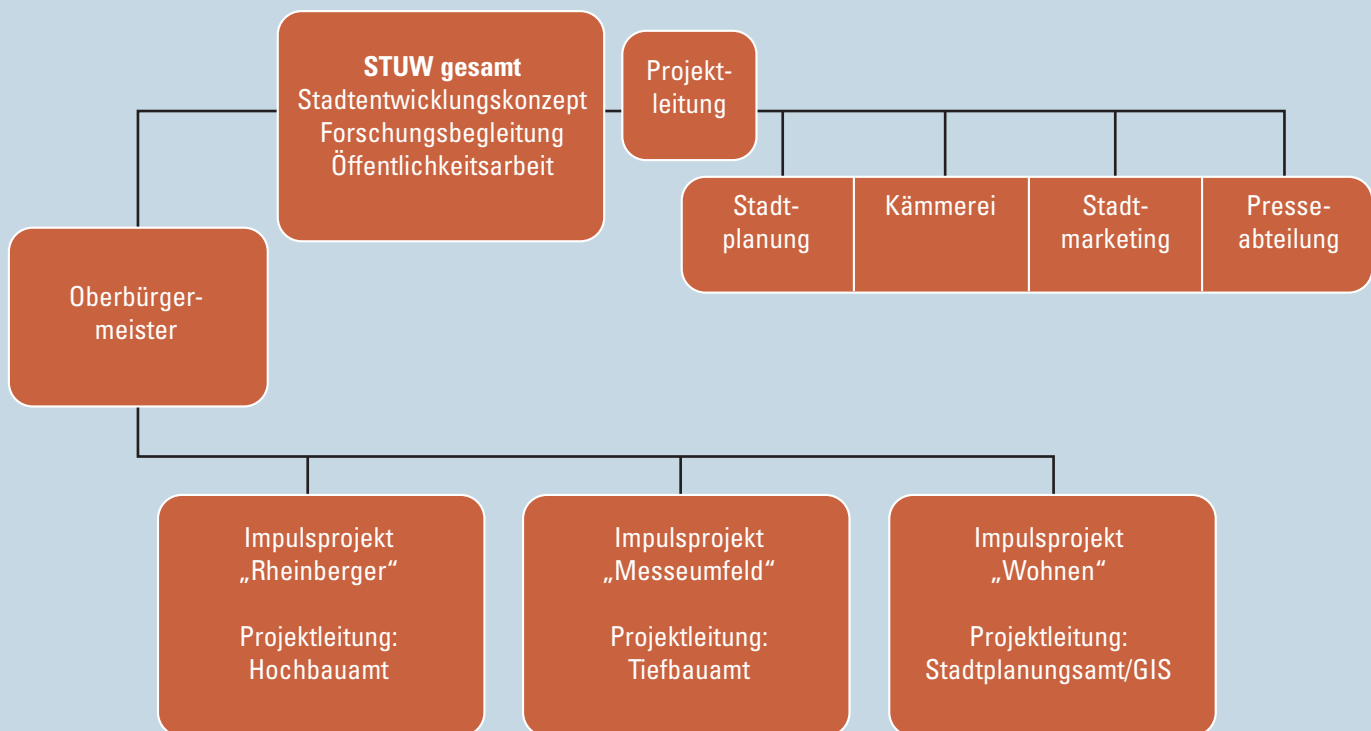 STUW gesamt
Stadtentwicklungskonzept
Forschungsbegleitung
Öffentlichkeitsarbeit
Projekt-
leitung
Stadt-
planung
Kämmerei
Stadt-
marketing
Presse-
abteilung
Oberbürger-
meister
Impulsprojekt
„Rheinberger“
Projektleitung:
Hochbauamt
Impulsprojekt
„Messeumfeld“
Projektleitung:
Tiefbauamt
Impulsprojekt
„Wohnen“
Projektleitung:
Stadtplanungsamt/GIS